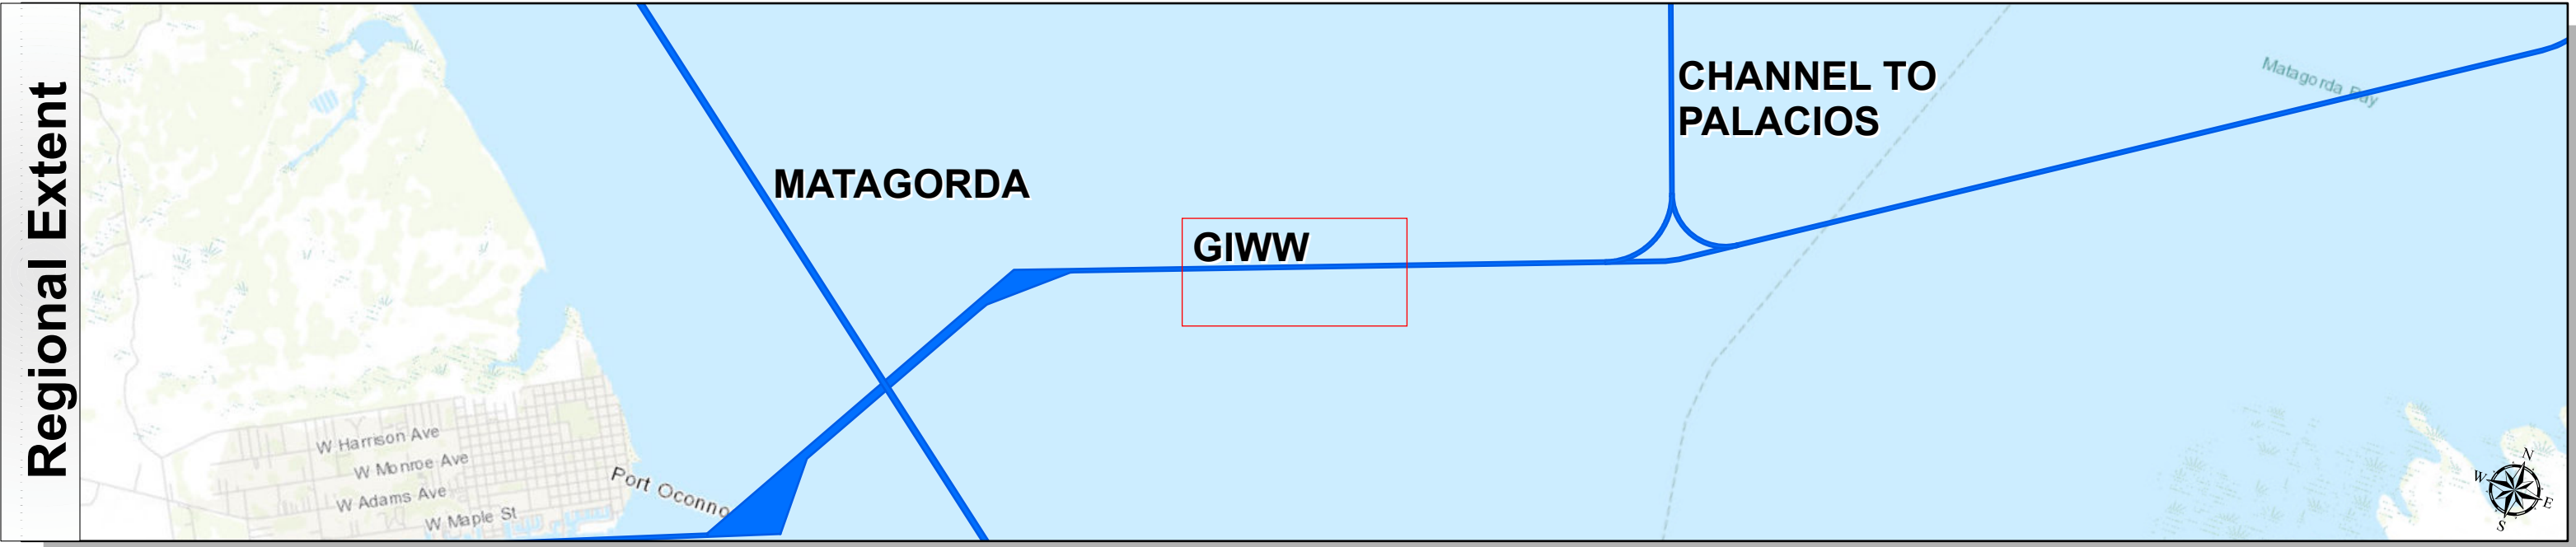 Regional Extent
MATAGORDA
GIWW
CHANNEL TO
PALACIOS
Matagorda Bay
W Harrison Ave
W Monroe Ave
W Adams Ave
W Maple St
Port Oconno
N
W
E
S